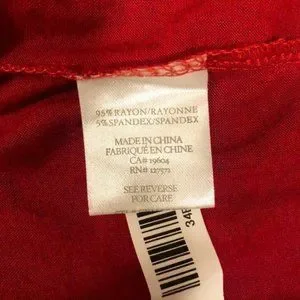 95% RAYON/RAYONNE
5% SPANDEX/SPANDEX
MADE IN CHINA
FABRIQUÉ EN CHINE
CA# 19604
RN# 127572
SEE REVERSE
FOR CARE